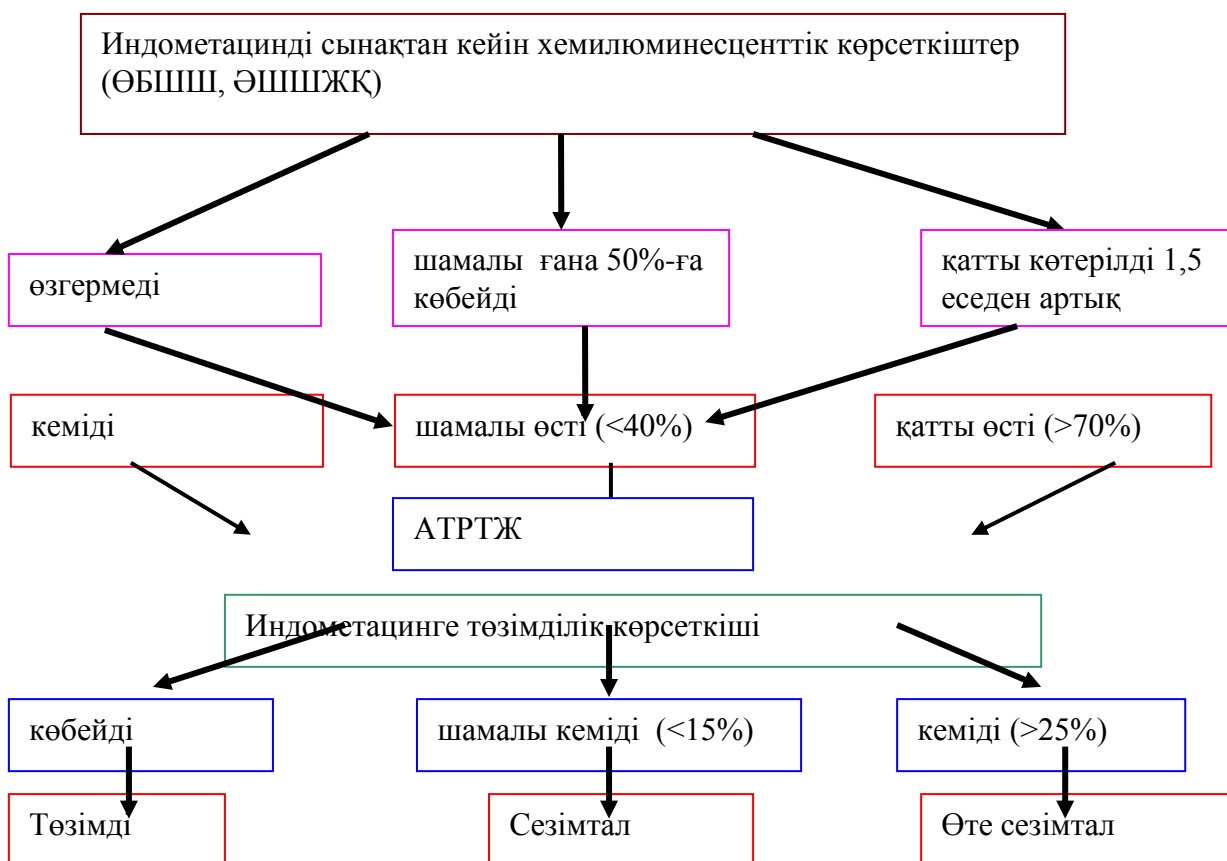 Индометацинді сынақтан кейін хемилюминесценттік көрсеткіштер
(ӨБШШ, ӘШШЖҚ)
өзгермеді
шамалы ғана 50%-ға
көбейді
қатты көтерілді 1,5
еседен артық
кеміді
шамалы өсті (<40%)
қатты өсті (>70%)
АТРТЖ
Индометацинге төзімділік көрсеткіші
көбейді
шамалы кеміді (<15%)
кеміді (>25%)
Төзімді
Сезімтал
Өте сезімтал